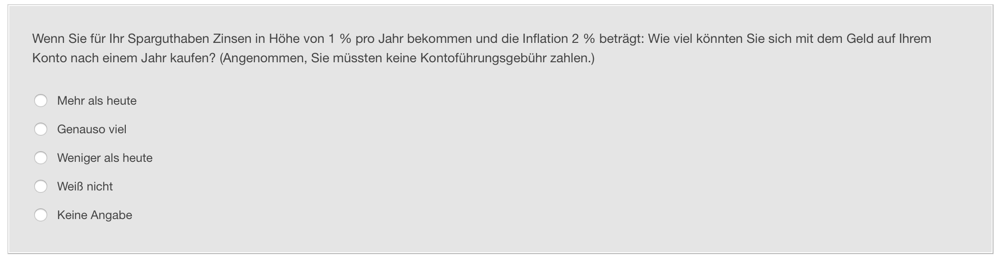 Wenn Sie für Ihr Sparguthaben Zinsen in Höhe von 1 % pro Jahr bekommen und die Inflation 2 % beträgt: Wie viel könnten Sie sich mit dem Geld auf Ihrem
Konto nach einem Jahr kaufen? (Angenommen, Sie müssten keine Kontoführungsgebühr zahlen.)
Mehr als heute
Genauso viel
Weniger als heute
Weiß nicht
Keine Angabe